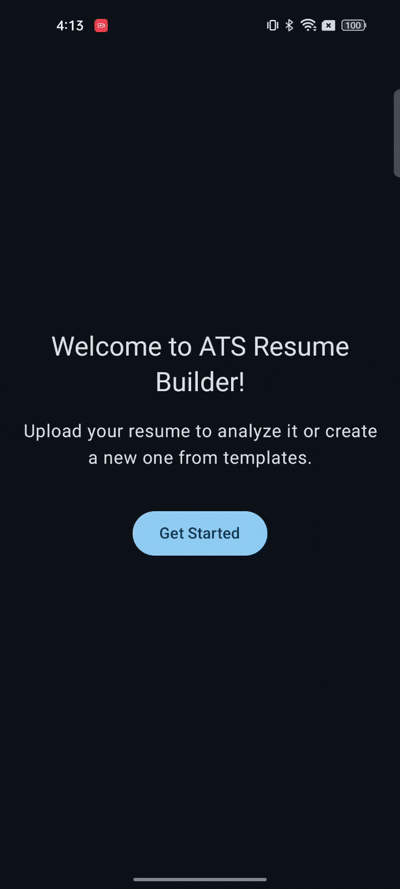 4:13
100
Welcome to ATS Resume
Builder!
Upload your resume to analyze it or create
a new one from templates.
Get Started